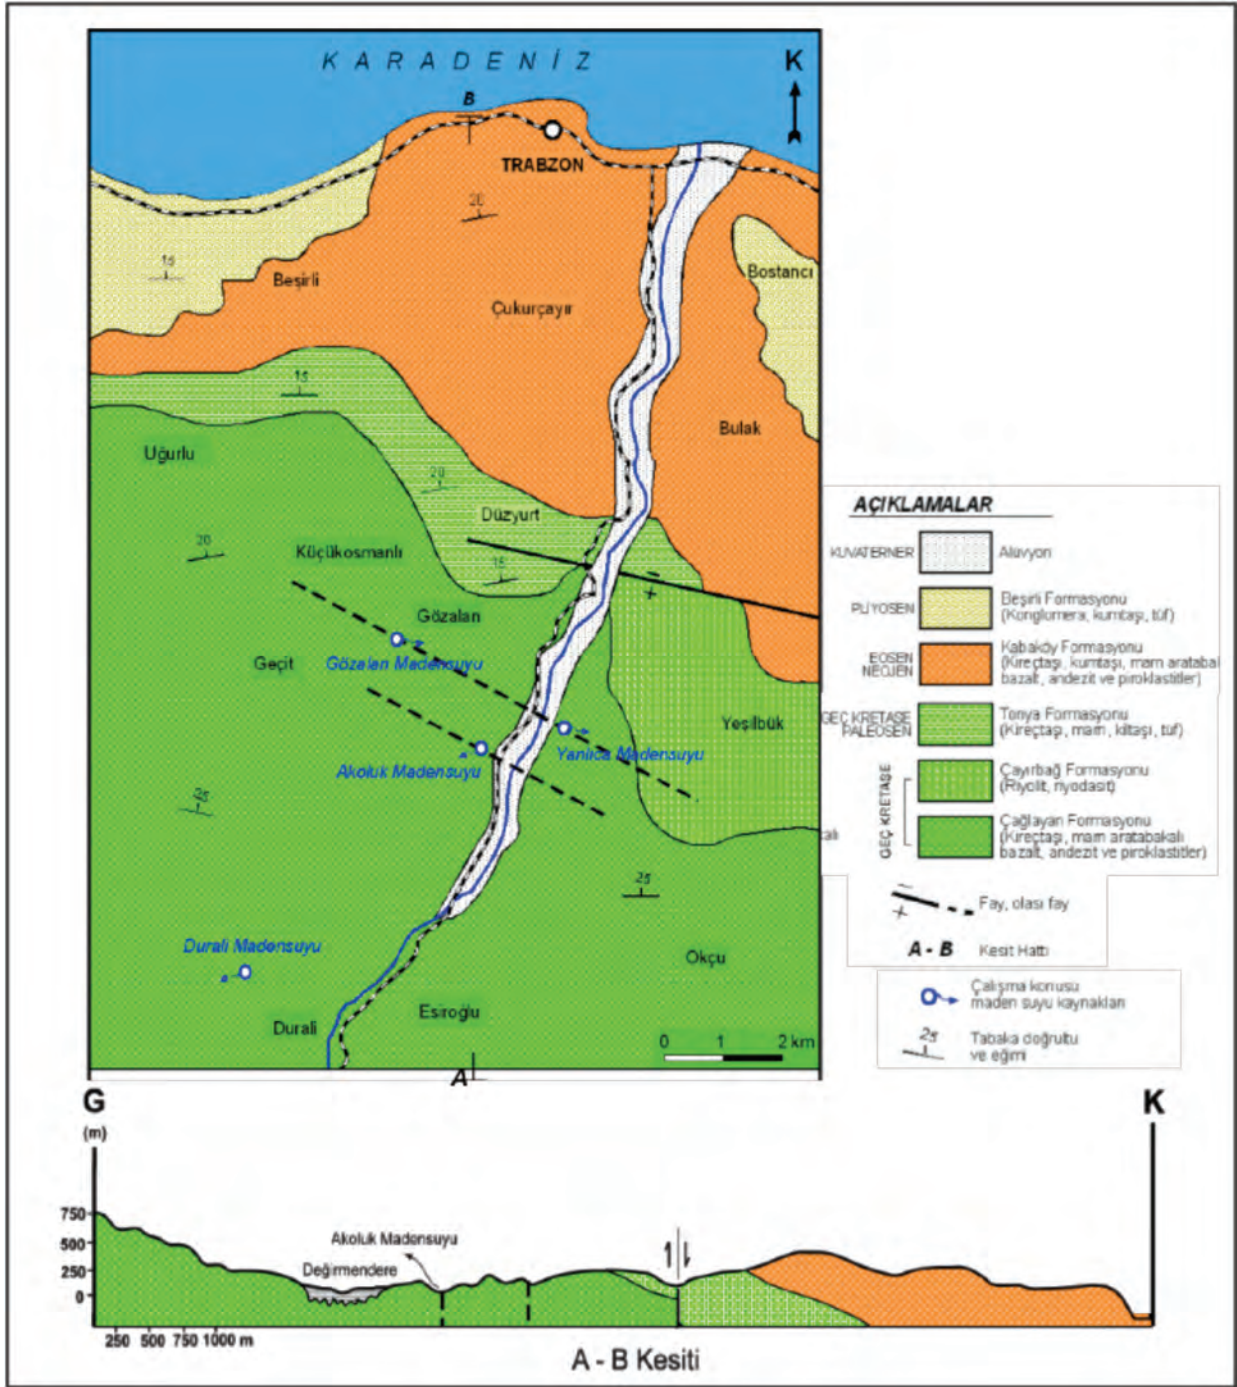 K A R A D E N İ Z
K
B
TRABZON
20
15
Bostancı
Beşirli
Çukurçayır
15
Bulak
Uğurlu
20
Düzyurt
20
Küçükosmanlı
15
Gözalan
Geçit
Gözalan Madensuyu
Yeşilbük
Yanlıca Madensuyu
Akoluk Madensuyu
25
25
Durali Madensuyu
Okçu
Esiroğlu
Durali
0 1 2 km
A
AÇIKLAMALAR
KUVATERNER Alüvyon
PLİYOSEN Beşirli Formasyonu
(Konglomera, kumtaşı, tüf)
EOSEN Kabaköy Formasyonu
NEOJEN (Kireçtaşı, kumtaşı, marn aratabal
bazalt, andezit ve piroklastitler)
GEÇ KRETASE Tonya Formasyonu
PALEOSEN (Kireçtaşı, marn, kiltaşı, tüf)
GEÇ KRETASE
Çayırbağ Formasyonu
(Riyolit, riyodasit)
Çağlayan Formasyonu
(Kireçtaşı, marn aratabakalı
bazalt, andezit ve piroklastitler)
Fay, olası fay
A - B Kesit Hattı
Çalışma konusu
maden suyu kaynakları
25 Tabaka doğrultu
ve eğimi
G K
(m)
750
500
250
0
Akoluk Madensuyu
Değirmendere
250 500 750 1000 m
A - B Kesiti